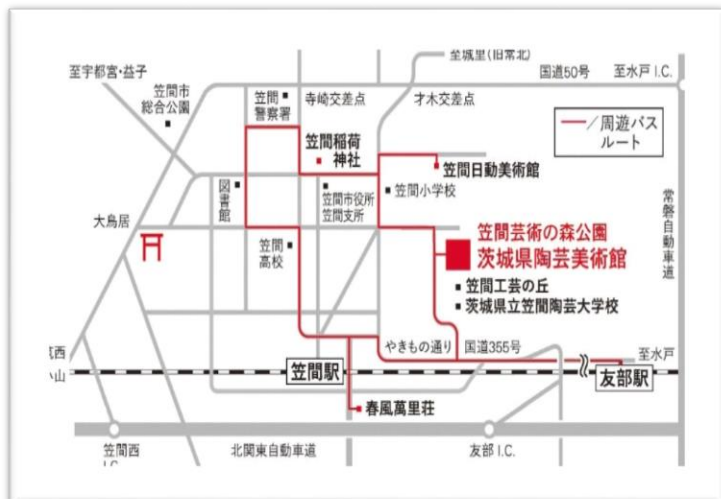 至城里(旧常北)
至宇都宮・益子
国道50号
至水戸 I.C.
笠間市
総合公園
笠間
警察署
寺崎交差点
才木交差点
笠間稲荷
神社
／周遊バス
ルート
笠間日動美術館
図書館
笠間市役所
笠間支所
笠間小学校
常磐自動車道
大鳥居
笠間
高校
笠間芸術の森公園
茨城県陶芸美術館
笠間工芸の丘
茨城県立笠間陶芸大学校
やきもの通り
国道355号
至水戸
笠間駅
友部駅
春風萬里荘
笠間西
I.C.
北関東自動車道
友部 I.C.